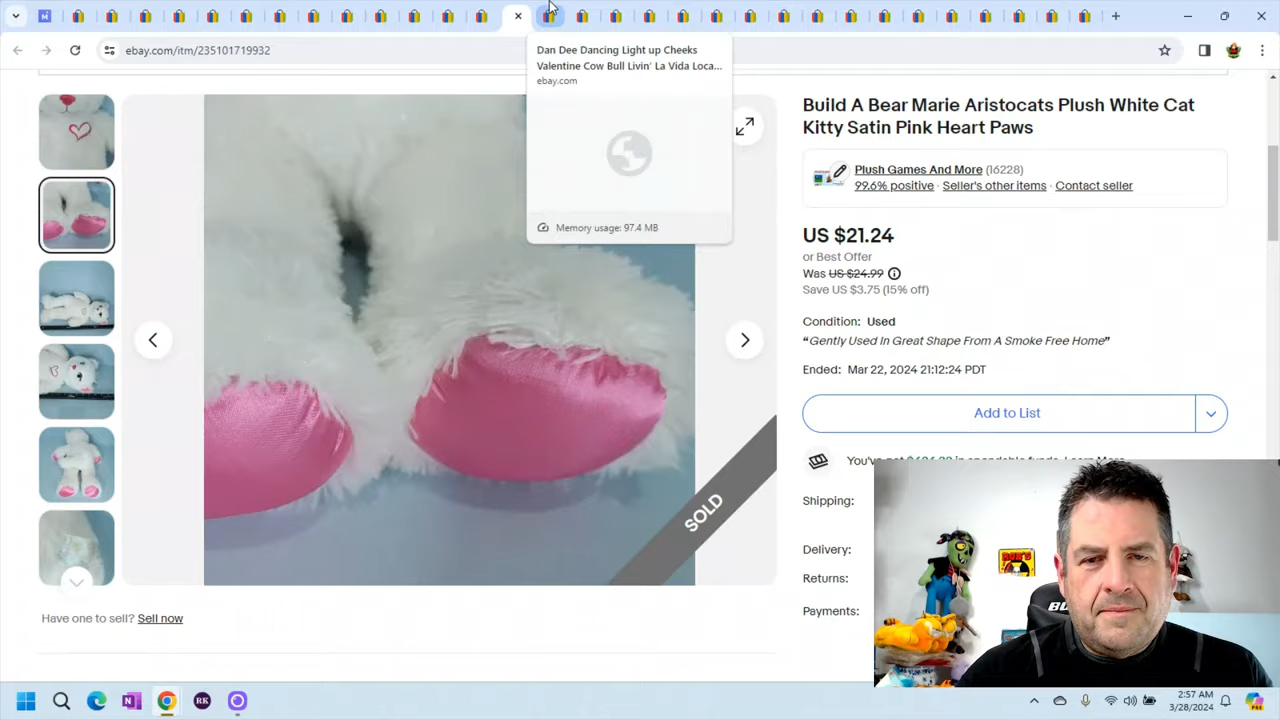 ebay.com/itm/235101719932
Dan Dee Dancing Light up Cheeks
Valentine Cow Bull Livin' La Vida Loca...
ebay.com
Memory usage: 97.4 MB
Build A Bear Marie Aristocats Plush White Cat
Kitty Satin Pink Heart Paws
Plush Games And More (16228)
99.6% positive · Seller's other items · Contact seller
US $21.24
or Best Offer
Was US $24.99
Save US $3.75 (15% off)
Condition: Used
“Gently Used In Great Shape From A Smoke Free Home”
Ended: Mar 22, 2024 21:12:24 PDT
Add to List
Shipping:
Delivery:
Returns:
Payments:
SOLD
Have one to sell? Sell now
2:57 AM
3/28/2024